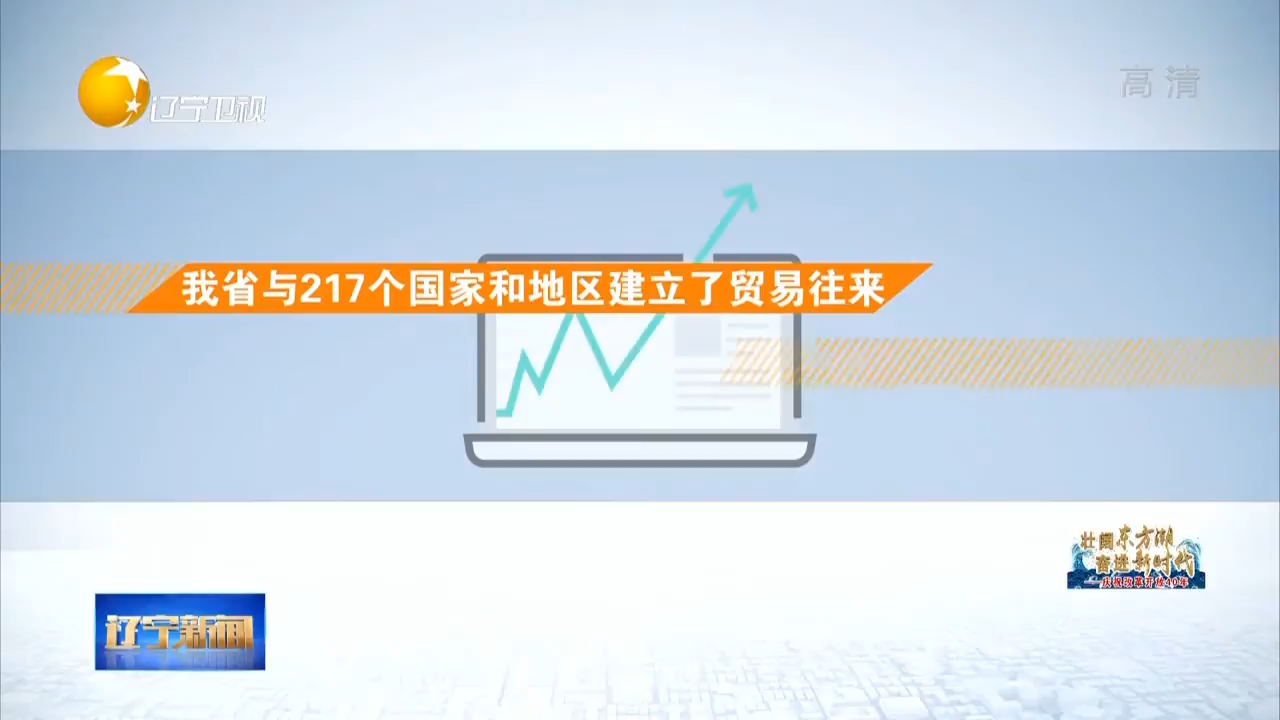 辽宁卫视
高清
我省与217个国家和地区建立了贸易往来
壮阔东方潮
奋进新时代
庆祝改革开放40年
辽宁新闻